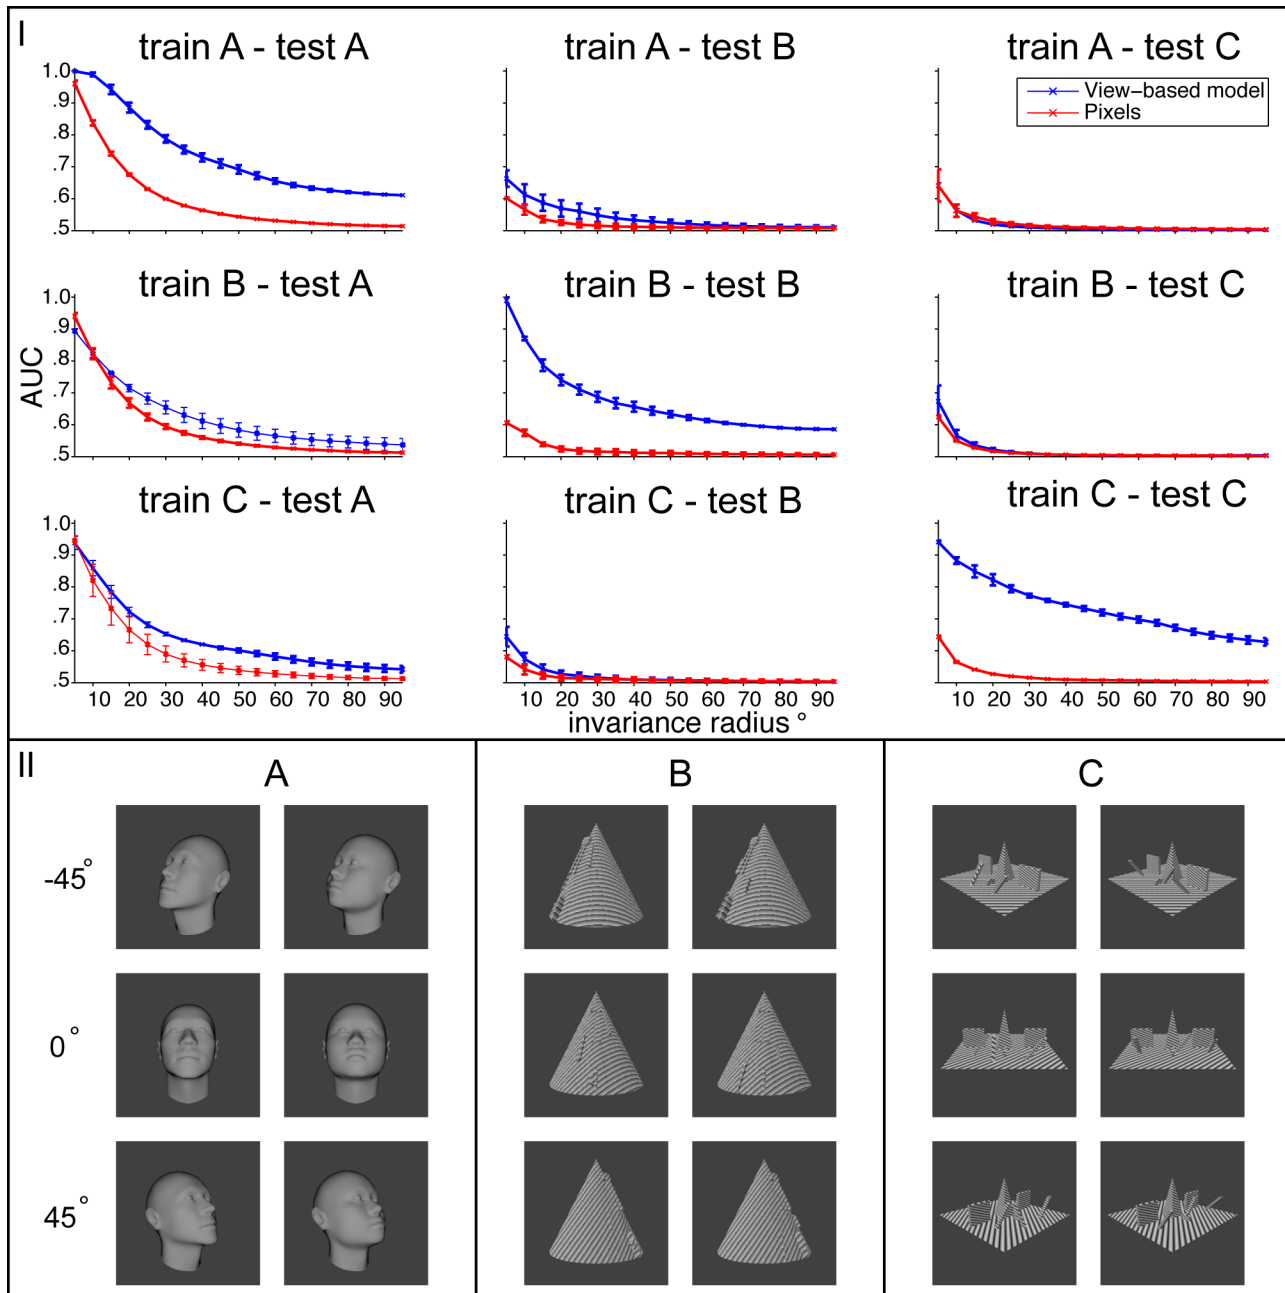 I
train A - test A
train A - test B
train A - test C
1.0
.9
.8
.7
.6
.5
View-based model
Pixels
train B - test A
train B - test B
train B - test C
AUC
1.0
.9
.8
.7
.6
.5
train C - test A
train C - test B
train C - test C
1.0
.9
.8
.7
.6
.5
10 20 30 40 50 60 70 80 90
10 20 30 40 50 60 70 80 90
10 20 30 40 50 60 70 80 90
invariance radius °
II
A
B
C
-45°
0°
45°